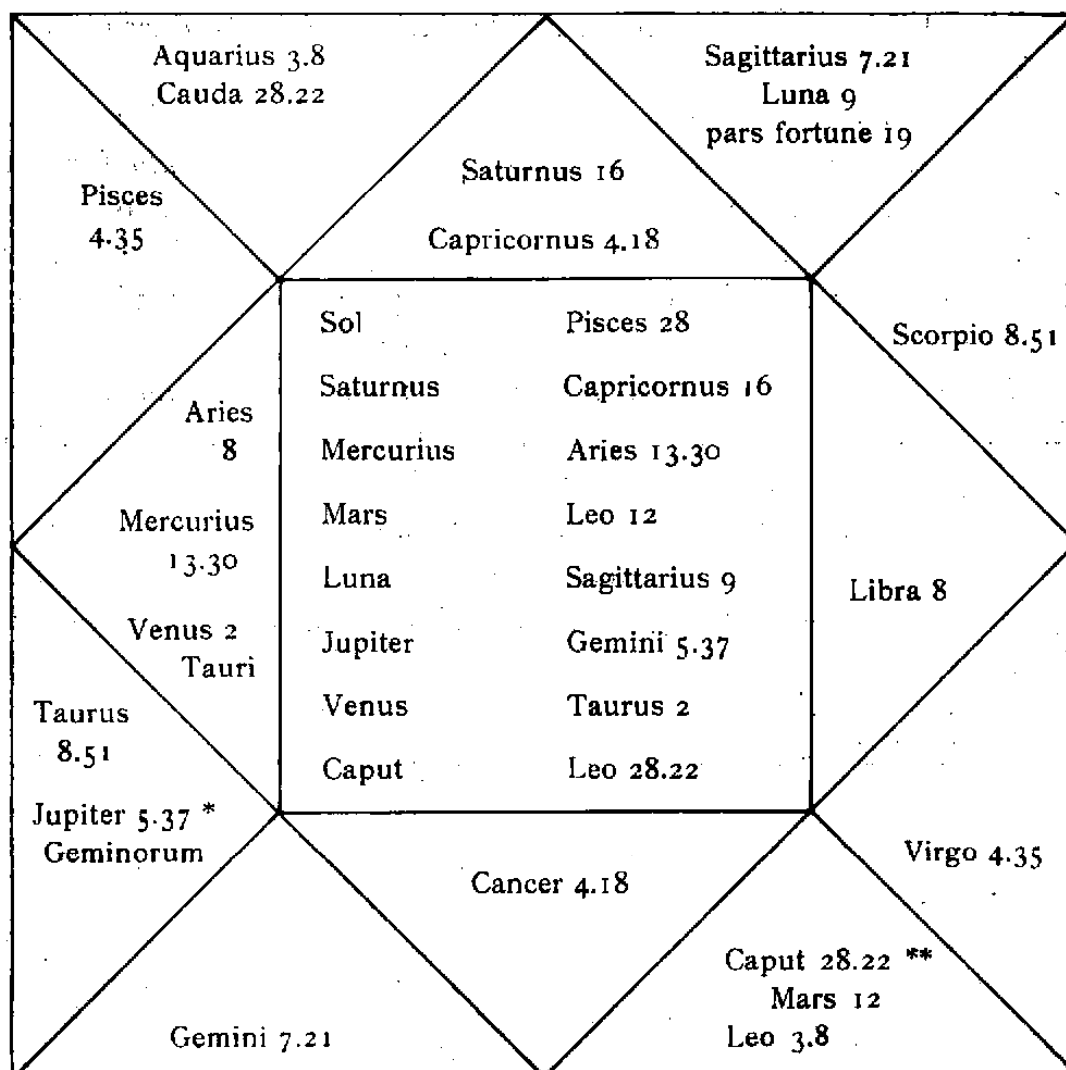 Aquarius 3.8
Cauda 28.22
Sagittarius 7.21
Luna 9
pars fortune 19
Saturnus 16
Capricornus 4.18
Pisces
4.35
Scorpio 8.51
Aries
8
Mercurius
13.30
Venus 2
Tauri
Sol Pisces 28
Saturnus Capricornus 16
Mercurius Aries 13.30
Mars Leo 12
Luna Sagittarius 9
Jupiter Gemini 5.37
Venus Taurus 2
Caput Leo 28.22
Libra 8
Taurus
8.51
Jupiter 5.37 *
Geminorum
Cancer 4.18
Virgo 4.35
Gemini 7.21
Caput 28.22 **
Mars 12
Leo 3.8